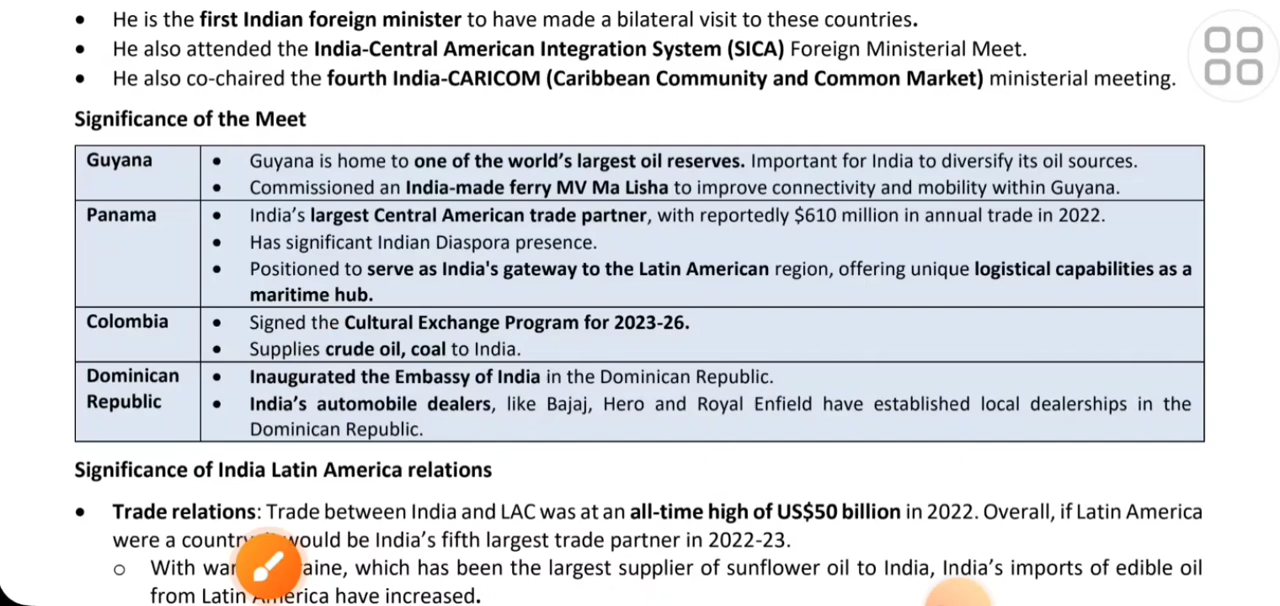 • He is the first Indian foreign minister to have made a bilateral visit to these countries.
• He also attended the India-Central American Integration System (SICA) Foreign Ministerial Meet.
• He also co-chaired the fourth India-CARICOM (Caribbean Community and Common Market) ministerial meeting.
Significance of the Meet
Guyana
• Guyana is home to one of the world's largest oil reserves. Important for India to diversify its oil sources.
• Commissioned an India-made ferry MV Ma Lisha to improve connectivity and mobility within Guyana.
Panama
• India's largest Central American trade partner, with reportedly $610 million in annual trade in 2022.
• Has significant Indian Diaspora presence.
• Positioned to serve as India's gateway to the Latin American region, offering unique logistical capabilities as a
maritime hub.
Colombia
• Signed the Cultural Exchange Program for 2023-26.
• Supplies crude oil, coal to India.
Dominican
Republic
• Inaugurated the Embassy of India in the Dominican Republic.
• India's automobile dealers, like Bajaj, Hero and Royal Enfield have established local dealerships in the
Dominican Republic.
Significance of India Latin America relations
• Trade relations: Trade between India and LAC was at an all-time high of US$50 billion in 2022. Overall, if Latin America
were a country would be India's fifth largest trade partner in 2022-23.
o With war aine, which has been the largest supplier of sunflower oil to India, India's imports of edible oil
from Latin America have increased.